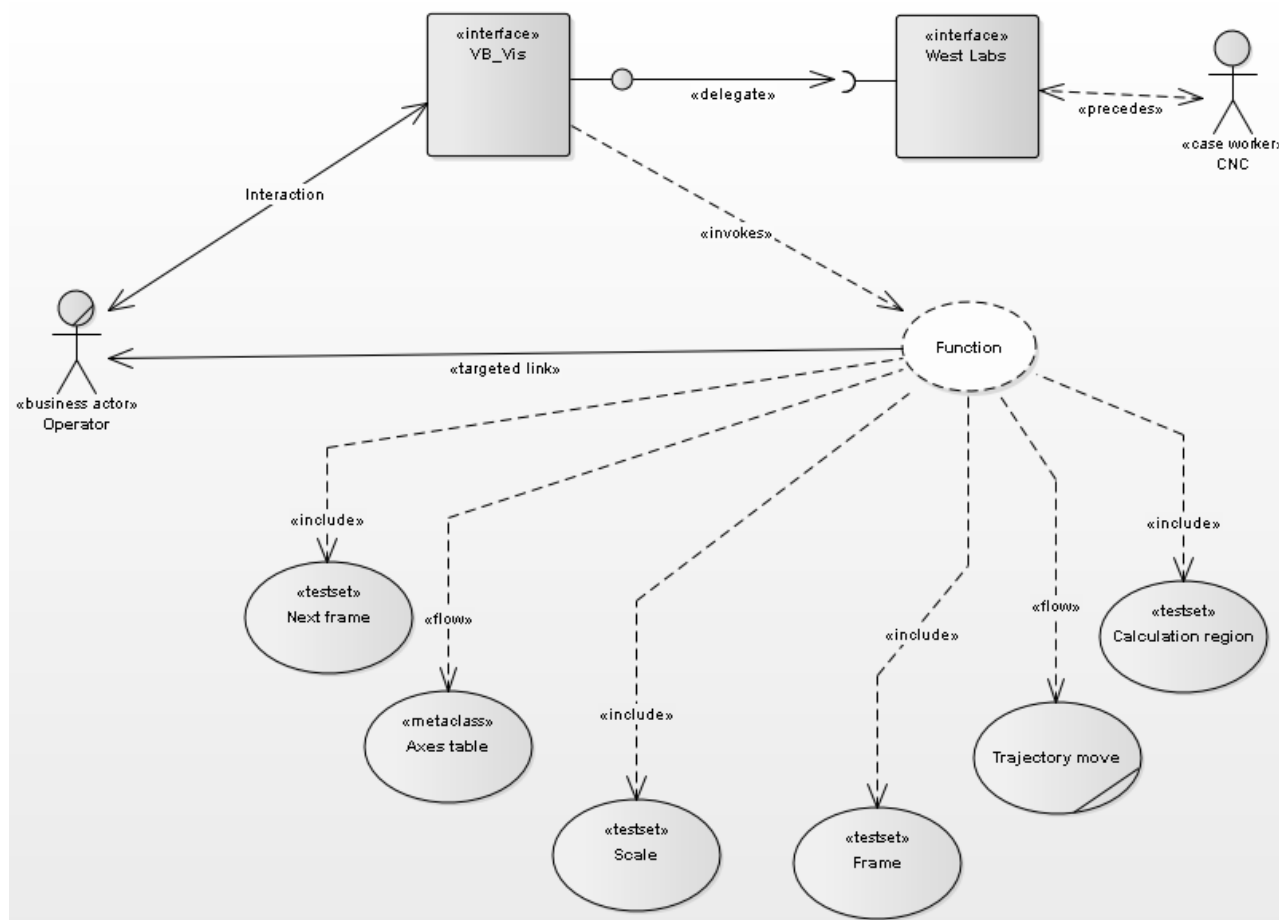 «interface»
VB_Vis
«interface»
West Labs
«delegate»
«precedes»
«case worker»
CNC
Interaction
«invokes»
Function
«targeted link»
«business actor»
Operator
«include»
«include»
«testset»
Next frame
«flow»
«flow»
«testset»
Calculation region
«include»
«metaclass»
Axes table
«include»
Trajectory move
«testset»
Scale
«testset»
Frame